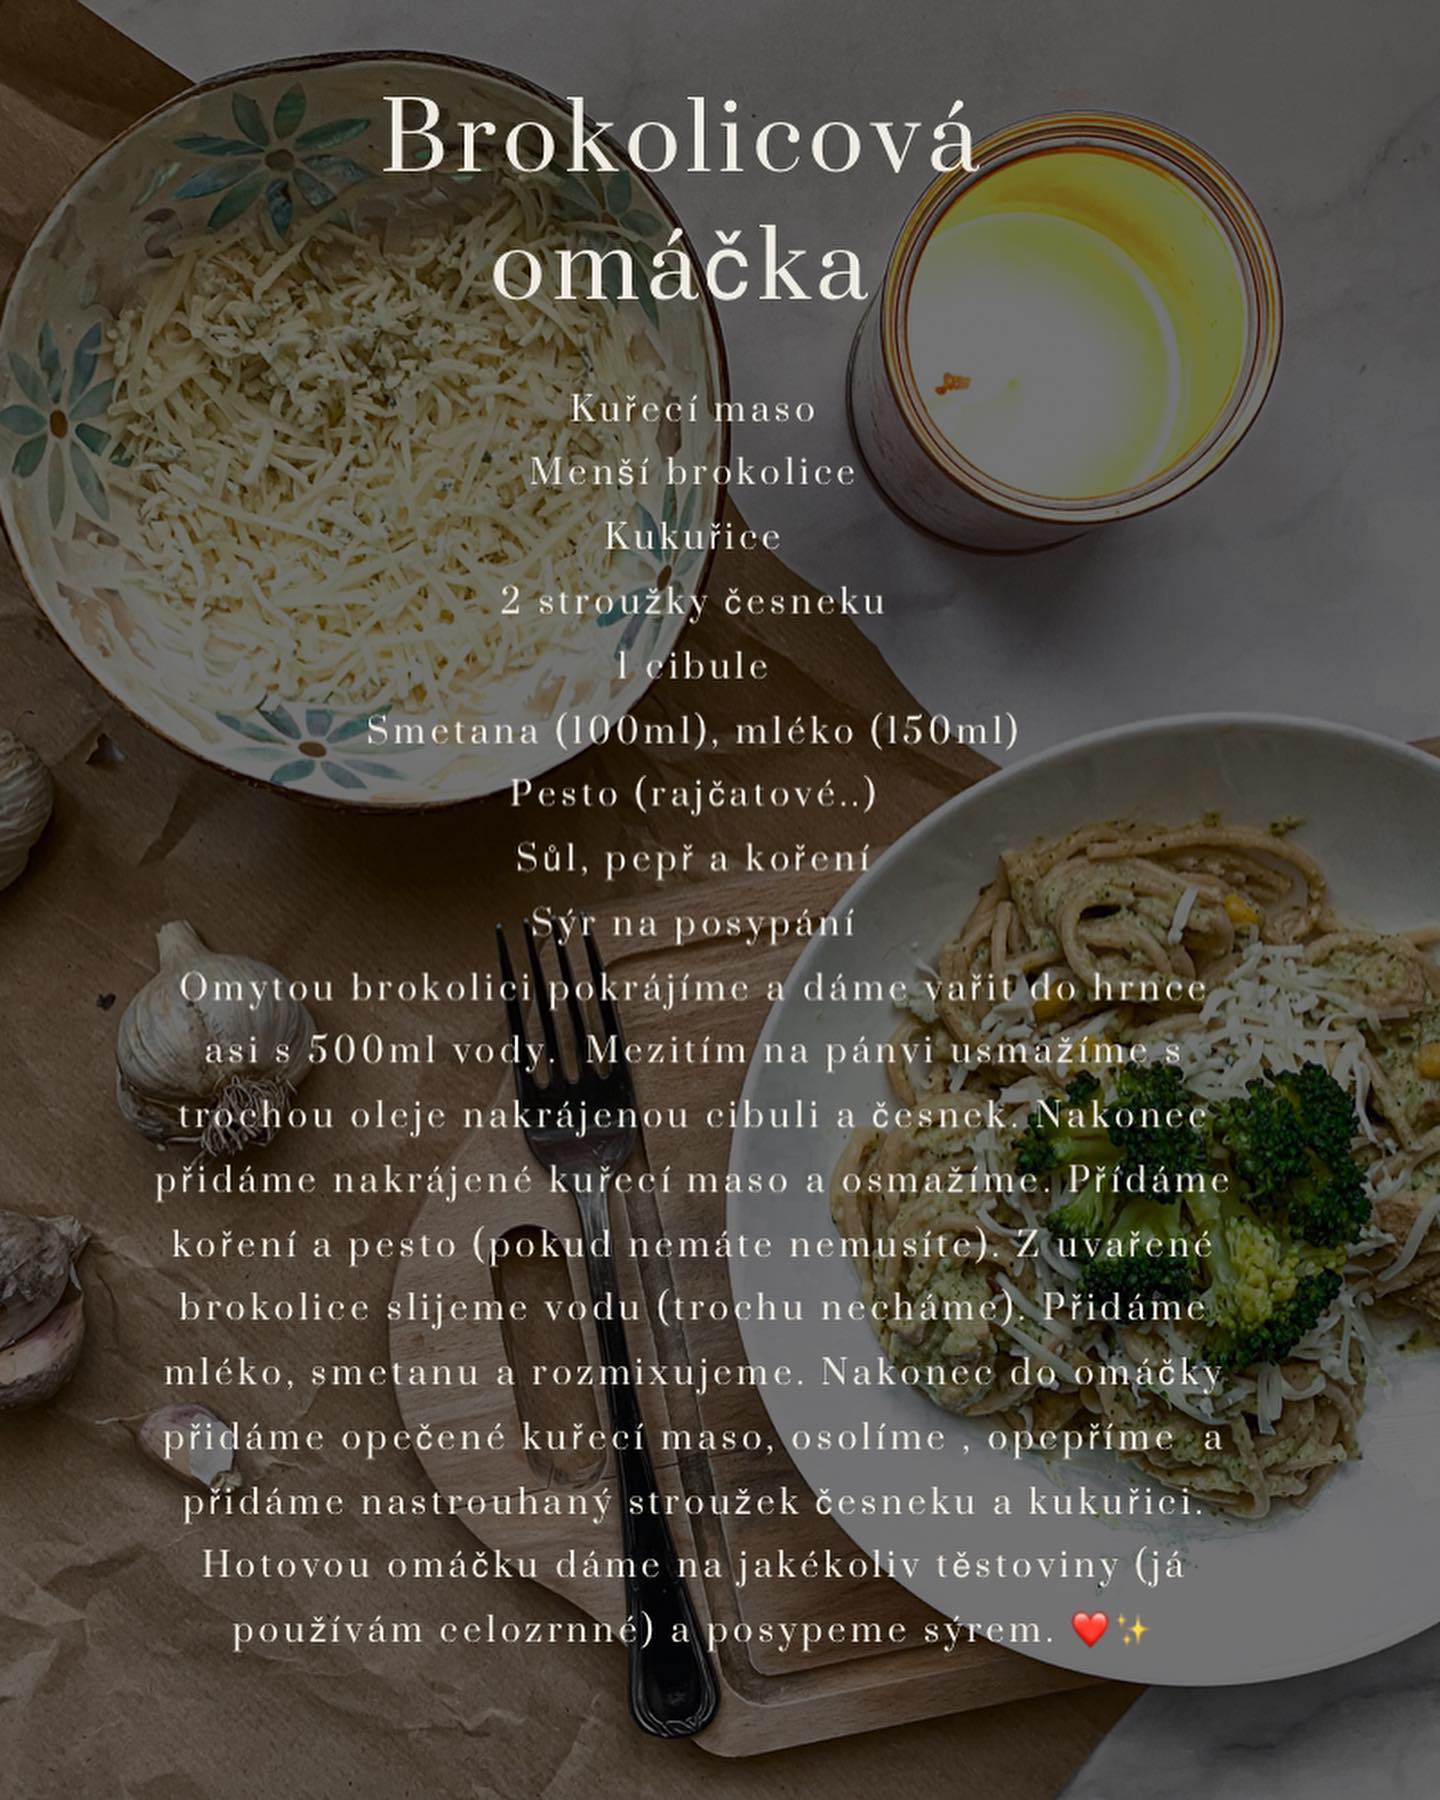 Brokolicová
omáčka
Kuřecí maso
Menší brokolice
Kukuřice
2 stroužky česneku
1 cibule
Smetana (100ml), mléko (150ml)
Pesto (rajčatové..)
Sůl, pepř a koření
Sýr na posypání
Omytou brokolici pokrájíme a dáme vařit do hrnce
asi s 500ml vody.  Mezitím na pánvi usmažíme s
trochou oleje nakrájenou cibuli a česnek. Nakonec
přidáme nakrájené kuřecí maso a osmažíme. Přídáme
koření a pesto (pokud nemáte nemusíte). Z uvařené
brokolice slijeme vodu (trochu necháme). Přidáme
mléko, smetanu a rozmixujeme. Nakonec do omáčky
přidáme opečené kuřecí maso, osolíme , opepříme  a
přidáme nastrouhaný stroužek česneku a kukuřici.
Hotovou omáčku dáme na jakékoliv těstoviny (já
používám celozrnné) a posypeme sýrem. ❤️✨